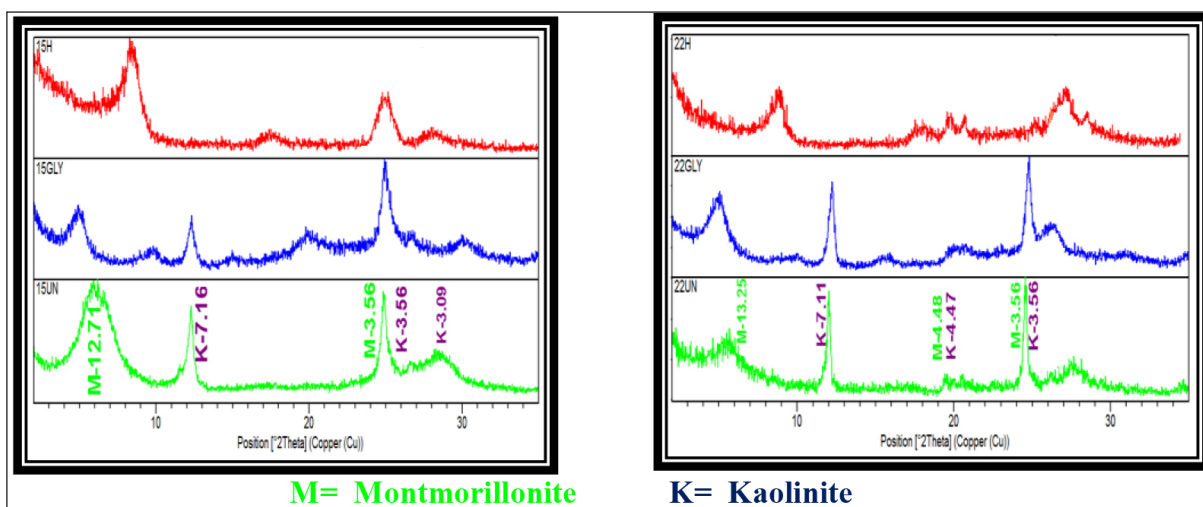 15H
15GLY
15UN
M-12.71
K-7.16
M-3.56
K-3.56
K-3.09
10 20 30
Position [°2Theta] (Copper (Cu))
22H
22GLY
22UN
M-13.25
K-7.11
M-4.48
K-4.47
M-3.56
K-3.56
10 20 30
Position [°2Theta] (Copper (Cu))
M= Montmorillonite K= Kaolinite